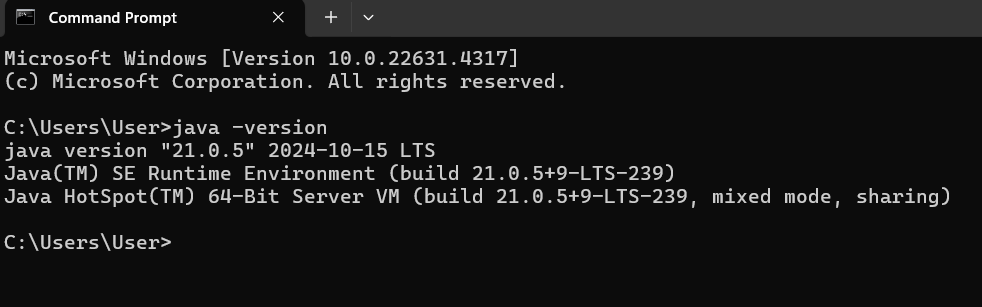 Command Prompt
Microsoft Windows [Version 10.0.22631.4317]
(c) Microsoft Corporation. All rights reserved.
C:\Users\User>java -version
java version "21.0.5" 2024-10-15 LTS
Java(TM) SE Runtime Environment (build 21.0.5+9-LTS-239)
Java HotSpot(TM) 64-Bit Server VM (build 21.0.5+9-LTS-239, mixed mode, sharing)
C:\Users\User>